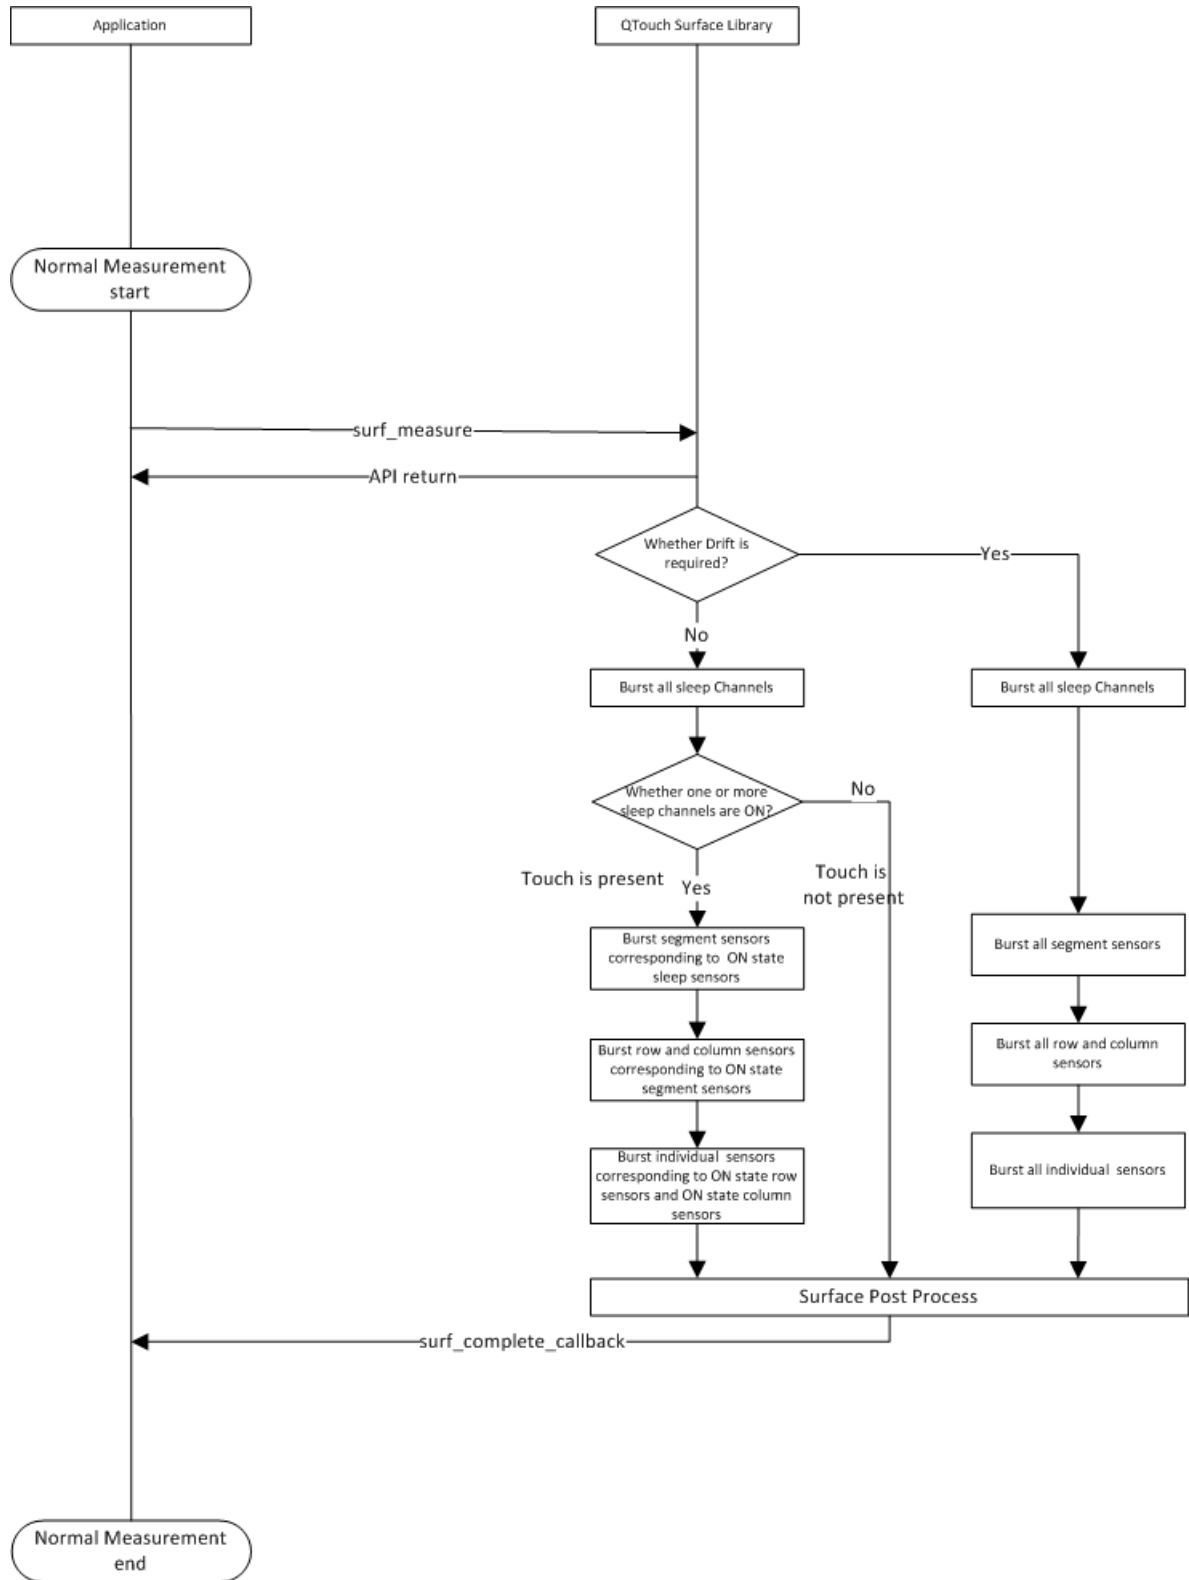 Application
QTouch Surface Library
Normal Measurement
start
surf_measure
API return
Whether Drift is
required?
Yes
No
Burst all sleep Channels
Burst all sleep Channels
Whether one or more
sleep channels are ON?
No
Touch is present
Yes
Touch is
not present
Burst segment sensors
corresponding to ON state
sleep sensors
Burst all segment sensors
Burst row and column sensors
corresponding to ON state
segment sensors
Burst all row and column
sensors
Burst individual sensors
corresponding to ON state row
sensors and ON state column
sensors
Burst all individual sensors
Surface Post Process
surf_complete_callback
Normal Measurement
end